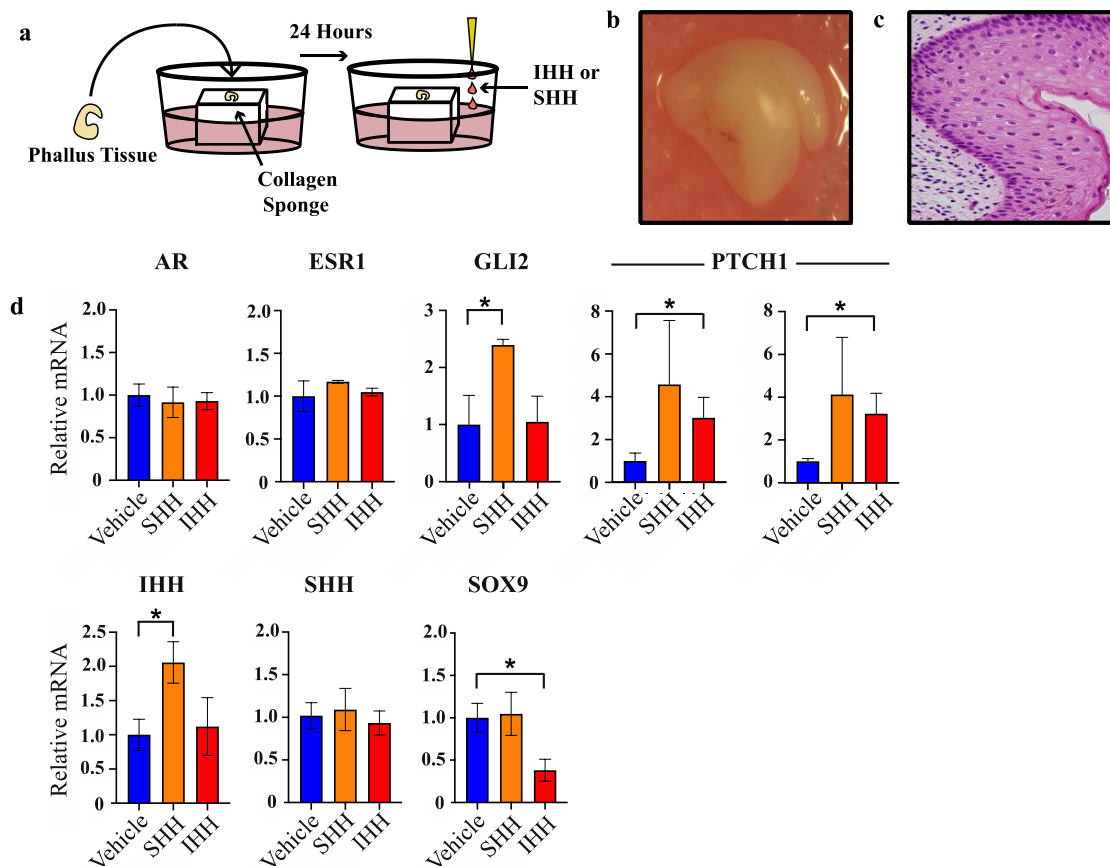 a
24 Hours
IHH or
SHH
Phallus Tissue
Collagen
Sponge
b
c
d
AR
ESR1
GLI2
PTCH1
Relative mRNA
2.0
1.5
1.0
0.5
0
Vehicle
SHH
IHH
2.0
1.5
1.0
0.5
0
Vehicle
SHH
IHH
3
2
1
0
*
Vehicle
SHH
IHH
8
6
4
2
0
*
Vehicle
SHH
IHH
8
6
4
2
0
*
Vehicle
SHH
IHH
IHH
SHH
SOX9
Relative mRNA
2.5
2.0
1.5
1.0
0.5
0
*
Vehicle
SHH
IHH
2.0
1.5
1.0
0.5
0
Vehicle
SHH
IHH
2.0
1.5
1.0
0.5
0
*
Vehicle
SHH
IHH